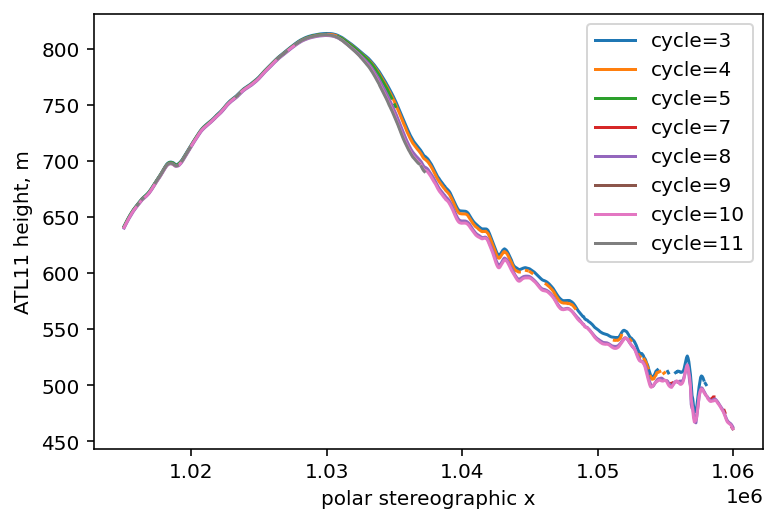 800
750
700
650
600
550
500
450
ATL11 height, m
cycle=3
cycle=4
cycle=5
cycle=7
cycle=8
cycle=9
cycle=10
cycle=11
1.02 1.03 1.04 1.05 1.06
1e6
polar stereographic x